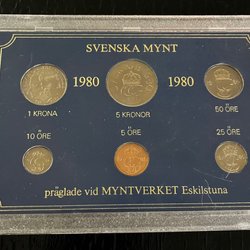 SVENSKA MYNT
1980 1980
1 KRONA 5 KRONOR 50 ÖRE
10 ÖRE 5 ÖRE 25 ÖRE
präglade vid MYNTVERKET Eskilstuna